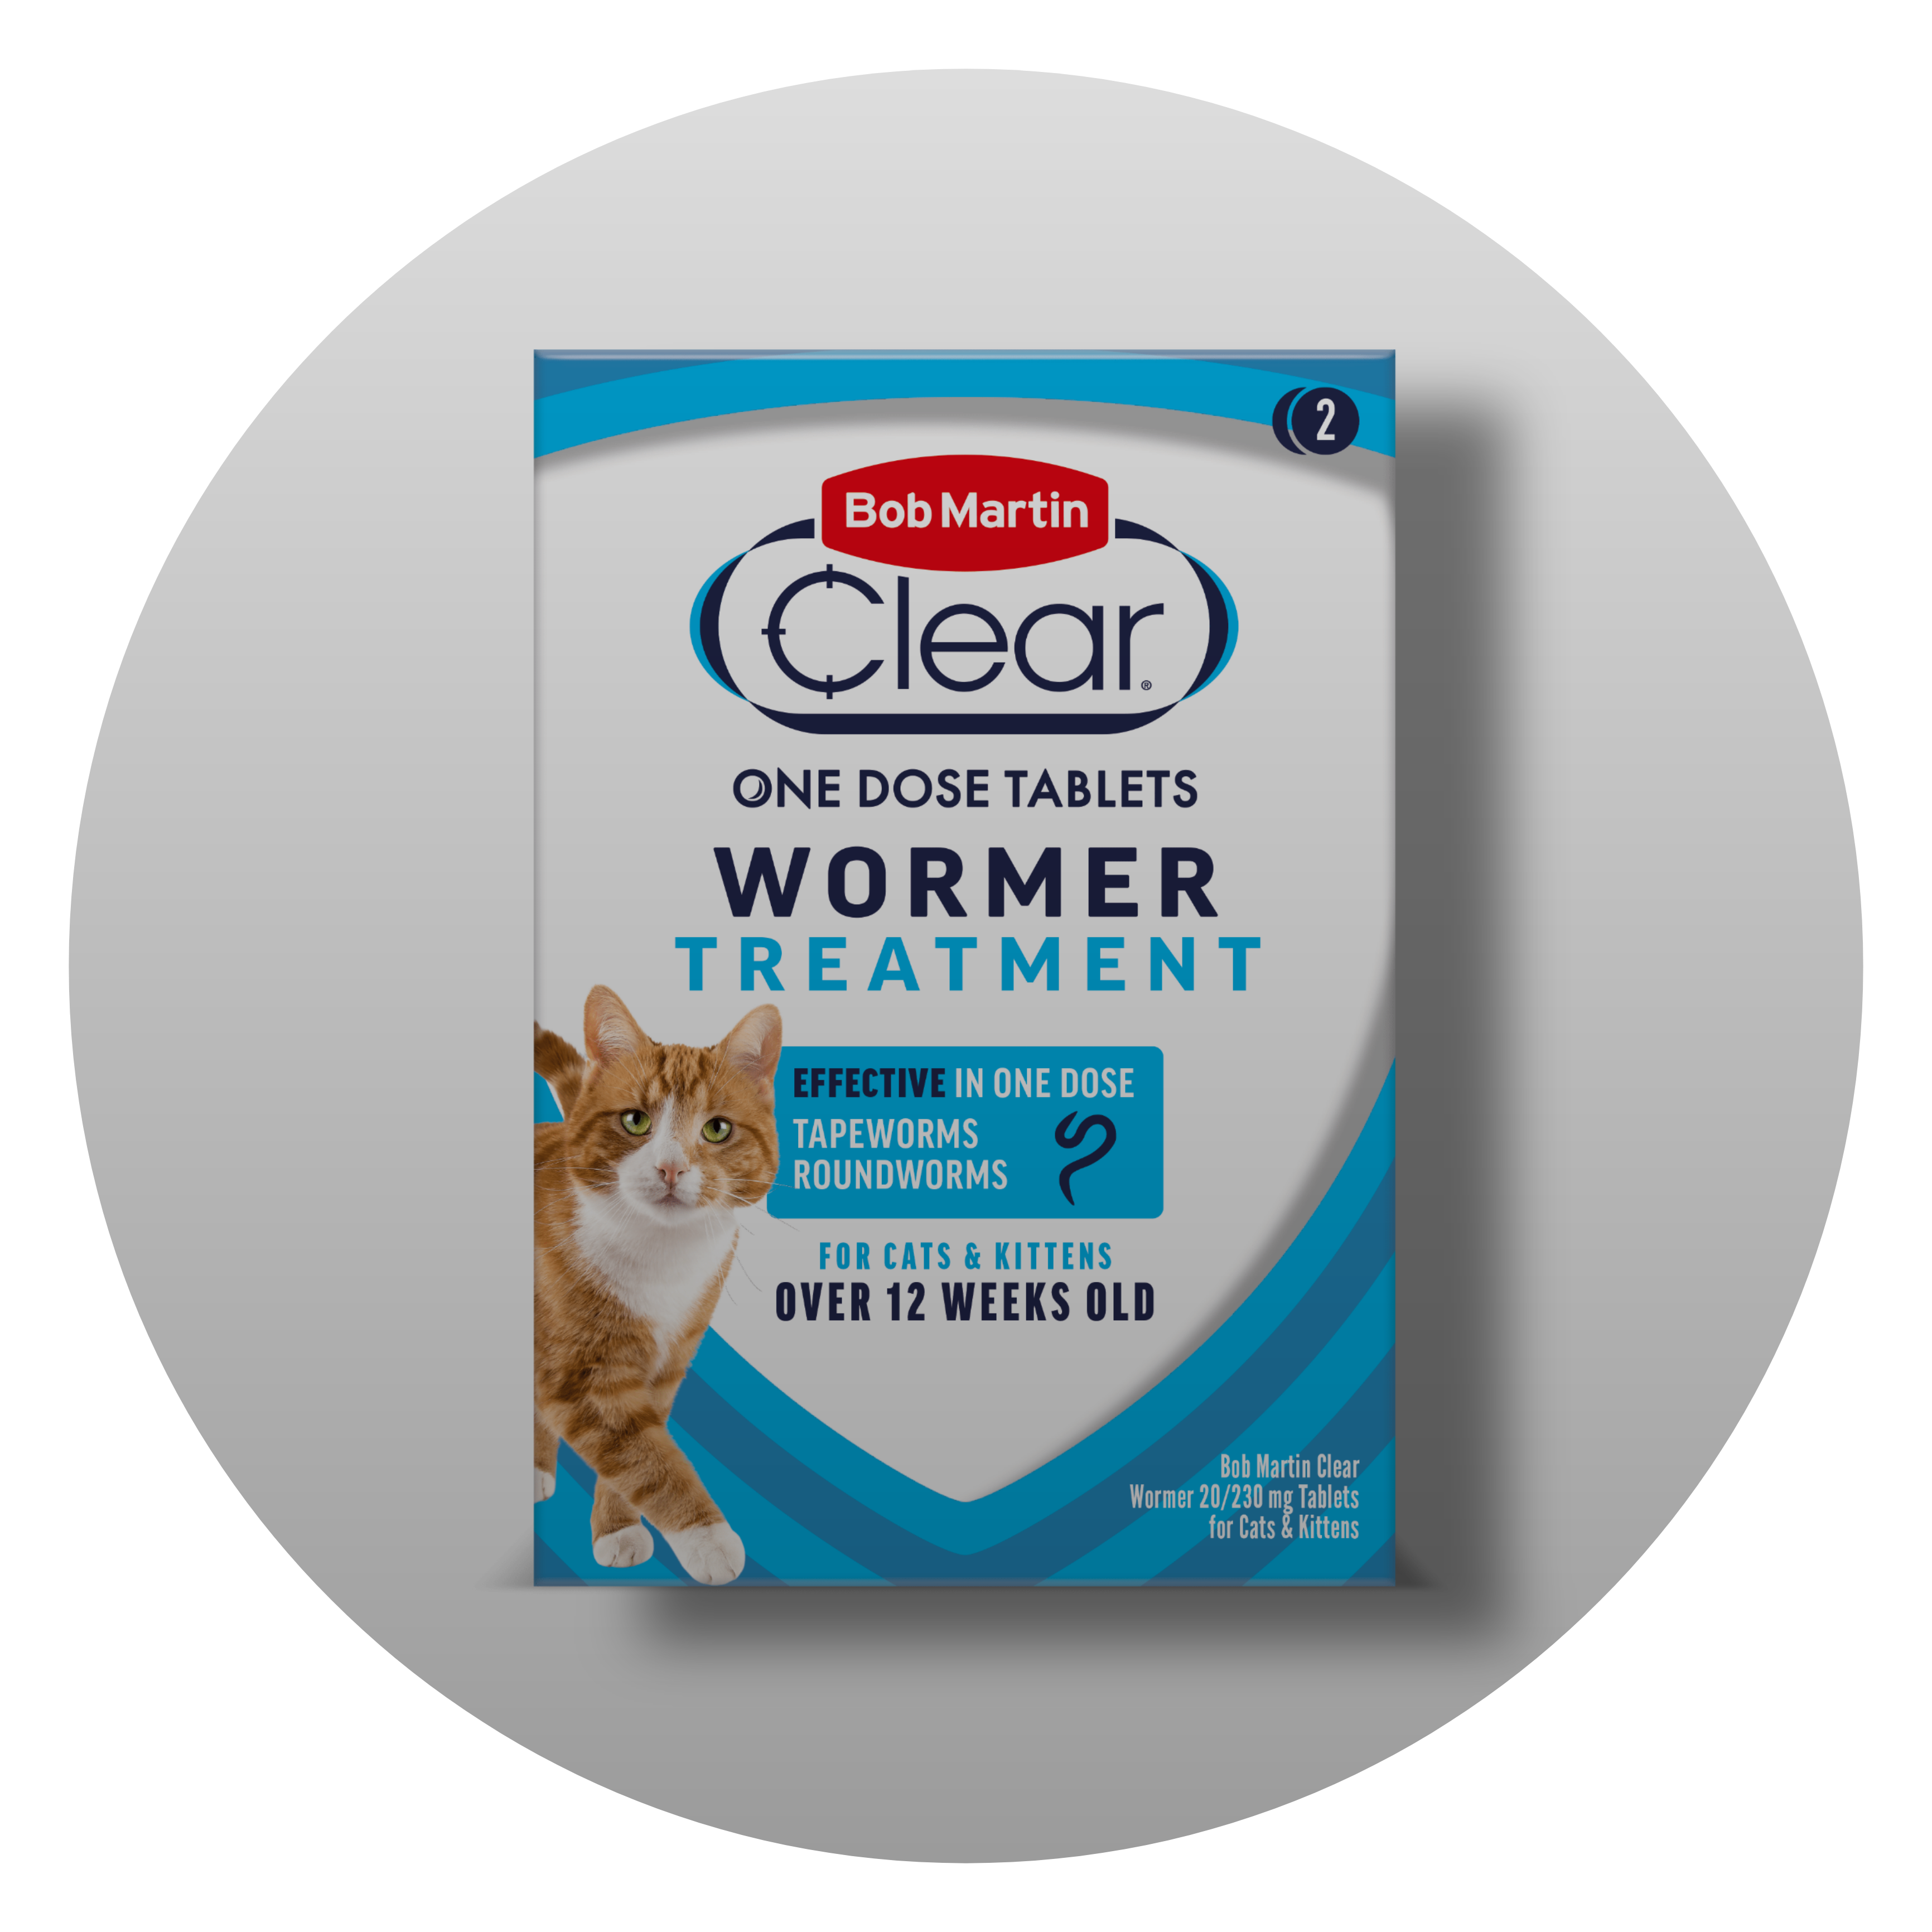 2
Bob Martin
Clear®
ONE DOSE TABLETS
WORMER
TREATMENT
EFFECTIVE IN ONE DOSE
TAPEWORMS
ROUNDWORMS
FOR CATS & KITTENS
OVER 12 WEEKS OLD
Bob Martin Clear
Wormer 20/230 mg Tablets
for Cats & Kittens